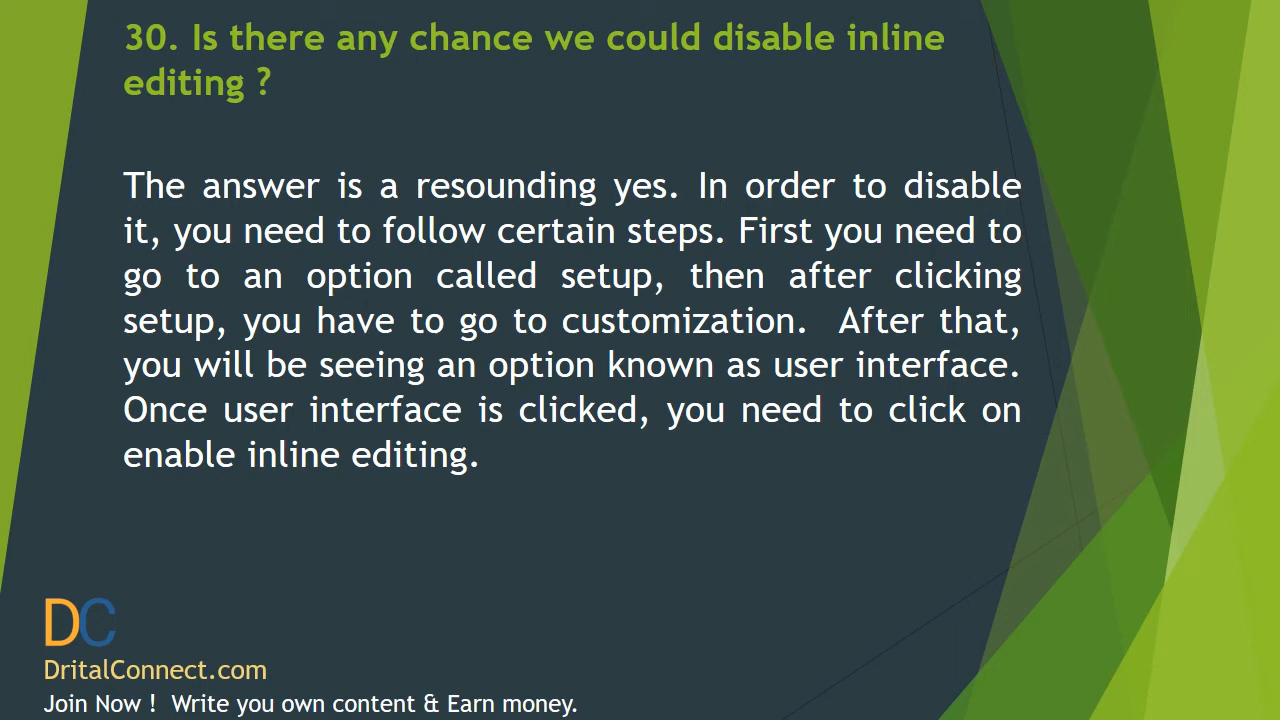 30. Is there any chance we could disable inline
editing ?
The answer is a resounding yes. In order to disable
it, you need to follow certain steps. First you need to
go to an option called setup, then after clicking
setup, you have to go to customization.  After that,
you will be seeing an option known as user interface.
Once user interface is clicked, you need to click on
enable inline editing.
DC
DritalConnect.com
Join Now !  Write you own content & Earn money.